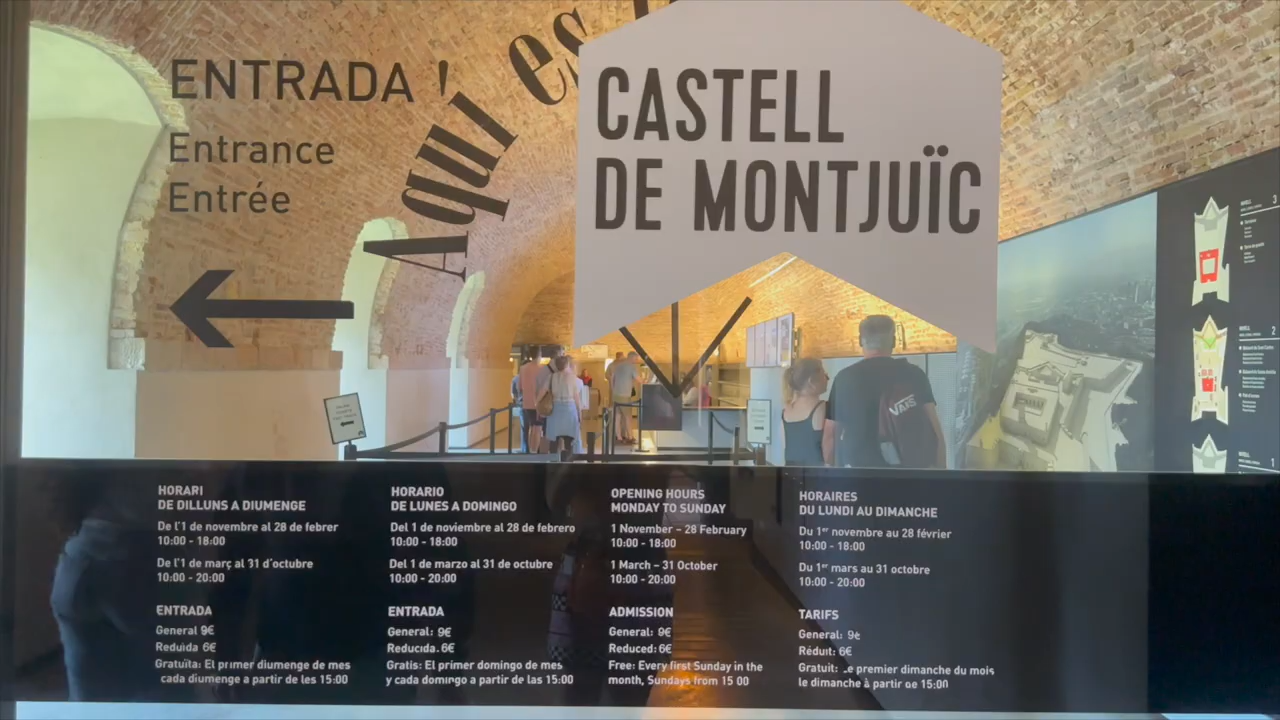 ENTRADA
Entrance
Entrée
Aquí es
CASTELL
DE MONTJUÏC
VANS
HORARI
DE DILLUNS A DIUMENGE
De l'1 de novembre al 28 de febrer
10:00 - 18:00
De l'1 de març al 31 d'octubre
10:00 - 20:00
ENTRADA
General 9€
Reduïda 6€
Gratuïta: El primer diumenge de mes
cada diumenge a partir de les 15:00
HORARIO
DE LUNES A DOMINGO
Del 1 de noviembre al 28 de febrero
10:00 - 18:00
Del 1 de marzo al 31 de octubre
10:00 - 20:00
ENTRADA
General: 9€
Reducida. 6€
Gratis: El primer domingo de mes
y cada domingo a partir de las 15:00
OPENING HOURS
MONDAY TO SUNDAY
1 November – 28 February
10:00 - 18:00
1 March – 31 October
10:00 - 20:00
ADMISSION
General: 9€
Reduced: 6€
Free: Every first Sunday in the
month, Sundays from 15 00
HORAIRES
DU LUNDI AU DIMANCHE
Du 1er novembre au 28 février
10:00 - 18:00
Du 1er mars au 31 octobre
10:00 - 20:00
TARIFS
General: 9€
Réduit: 6€
Gratuit: Le premier dimanche du mois
le dimanche à partir de 15:00